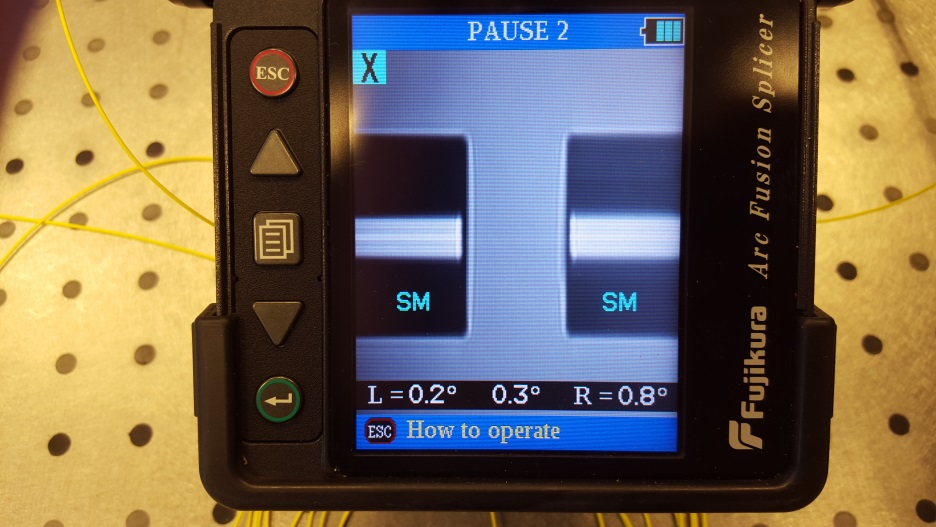 PAUSE 2
X
ESC
SM SM
L = 0.2° 0.3° R = 0.8°
ESC How to operate
Fujikura Arc Fusion Splicer